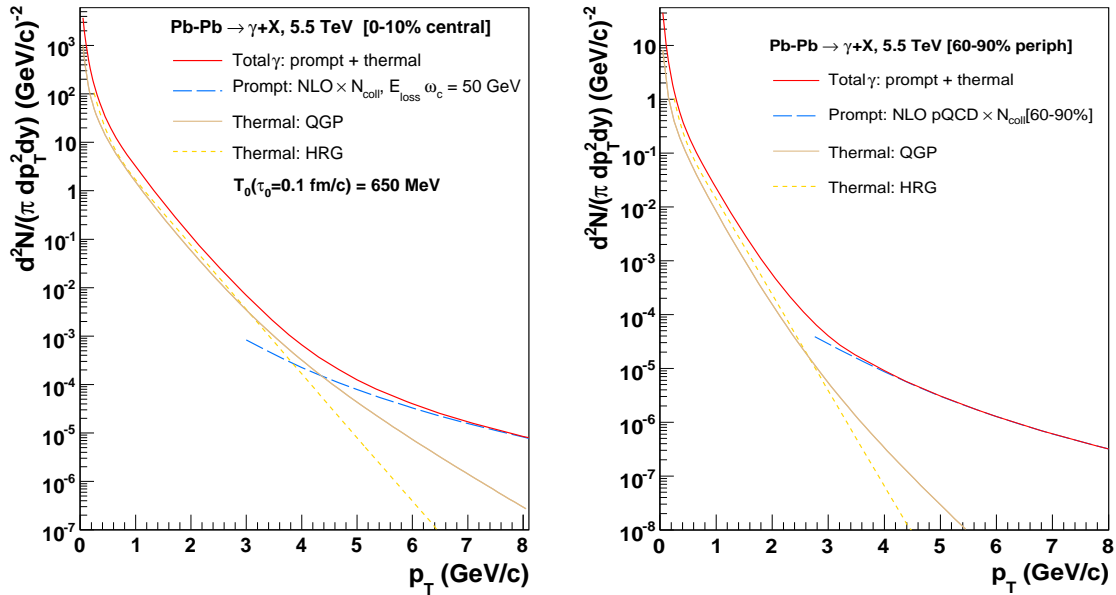 d²N/(π dp_T²dy) (GeV/c)⁻²
10³
10²
10
1
10⁻¹
10⁻²
10⁻³
10⁻⁴
10⁻⁵
10⁻⁶
10⁻⁷
Pb-Pb → γ+X, 5.5 TeV [0-10% central]
Total γ: prompt + thermal
Prompt: NLO × N_coll, E_loss ω_c = 50 GeV
Thermal: QGP
Thermal: HRG
T₀(τ₀=0.1 fm/c) = 650 MeV
0 1 2 3 4 5 6 7 8
p_T (GeV/c)
d²N/(π dp_T²dy) (GeV/c)⁻²
10
1
10⁻¹
10⁻²
10⁻³
10⁻⁴
10⁻⁵
10⁻⁶
10⁻⁷
10⁻⁸
Pb-Pb → γ+X, 5.5 TeV [60-90% periph]
Total γ: prompt + thermal
Prompt: NLO pQCD × N_coll[60-90%]
Thermal: QGP
Thermal: HRG
0 1 2 3 4 5 6 7 8
p_T (GeV/c)